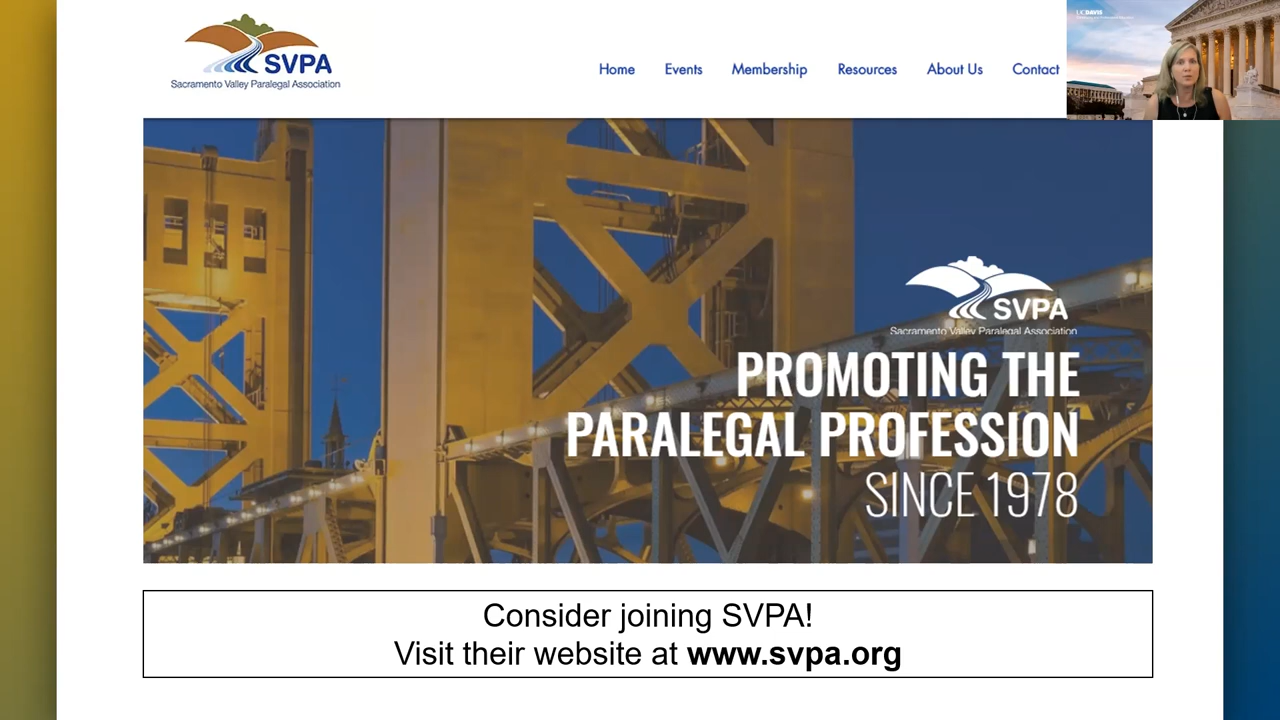 SVPA
Sacramento Valley Paralegal Association
Home Events Membership Resources About Us Contact
UCDAVIS
SVPA
Sacramento Valley Paralegal Association
PROMOTING THE
PARALEGAL PROFESSION
SINCE 1978
Consider joining SVPA!
Visit their website at www.svpa.org